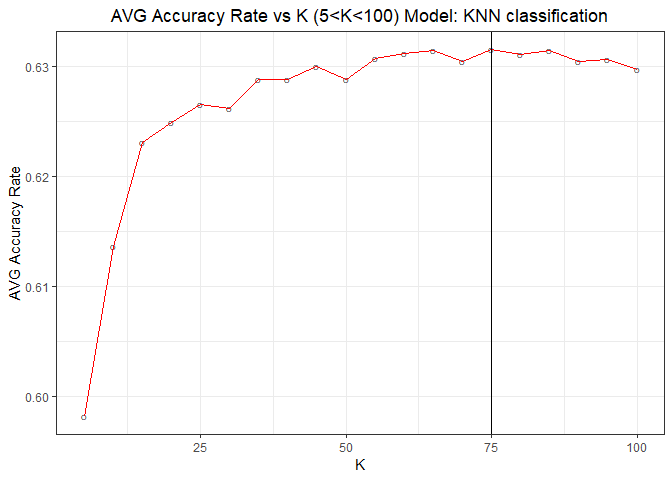 AVG Accuracy Rate vs K (5<K<100) Model: KNN classification
AVG Accuracy Rate
0.63
0.62
0.61
0.60
25
50
75
100
K